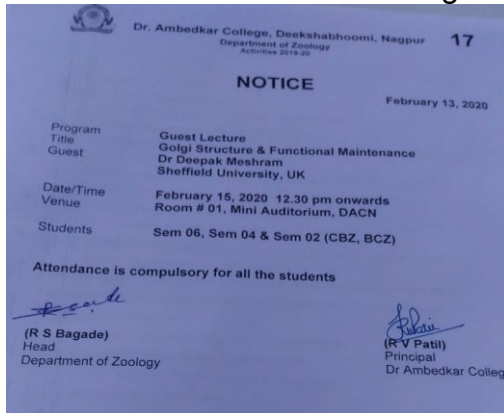 Dr. Ambedkar College, Deekshabhoomi, Nagpur 17
Department of Zoology
Activities 2019-20
NOTICE
February 13, 2020
Program Guest Lecture
Title Golgi Structure & Functional Maintenance
Guest Dr Deepak Meshram
Sheffield University, UK
Date/Time February 15, 2020 12.30 pm onwards
Venue Room # 01, Mini Auditorium, DACN
Students Sem 06, Sem 04 & Sem 02 (CBZ, BCZ)
Attendance is compulsory for all the students
(R S Bagade) (R V Patil)
Head Principal
Department of Zoology Dr Ambedkar Colleg